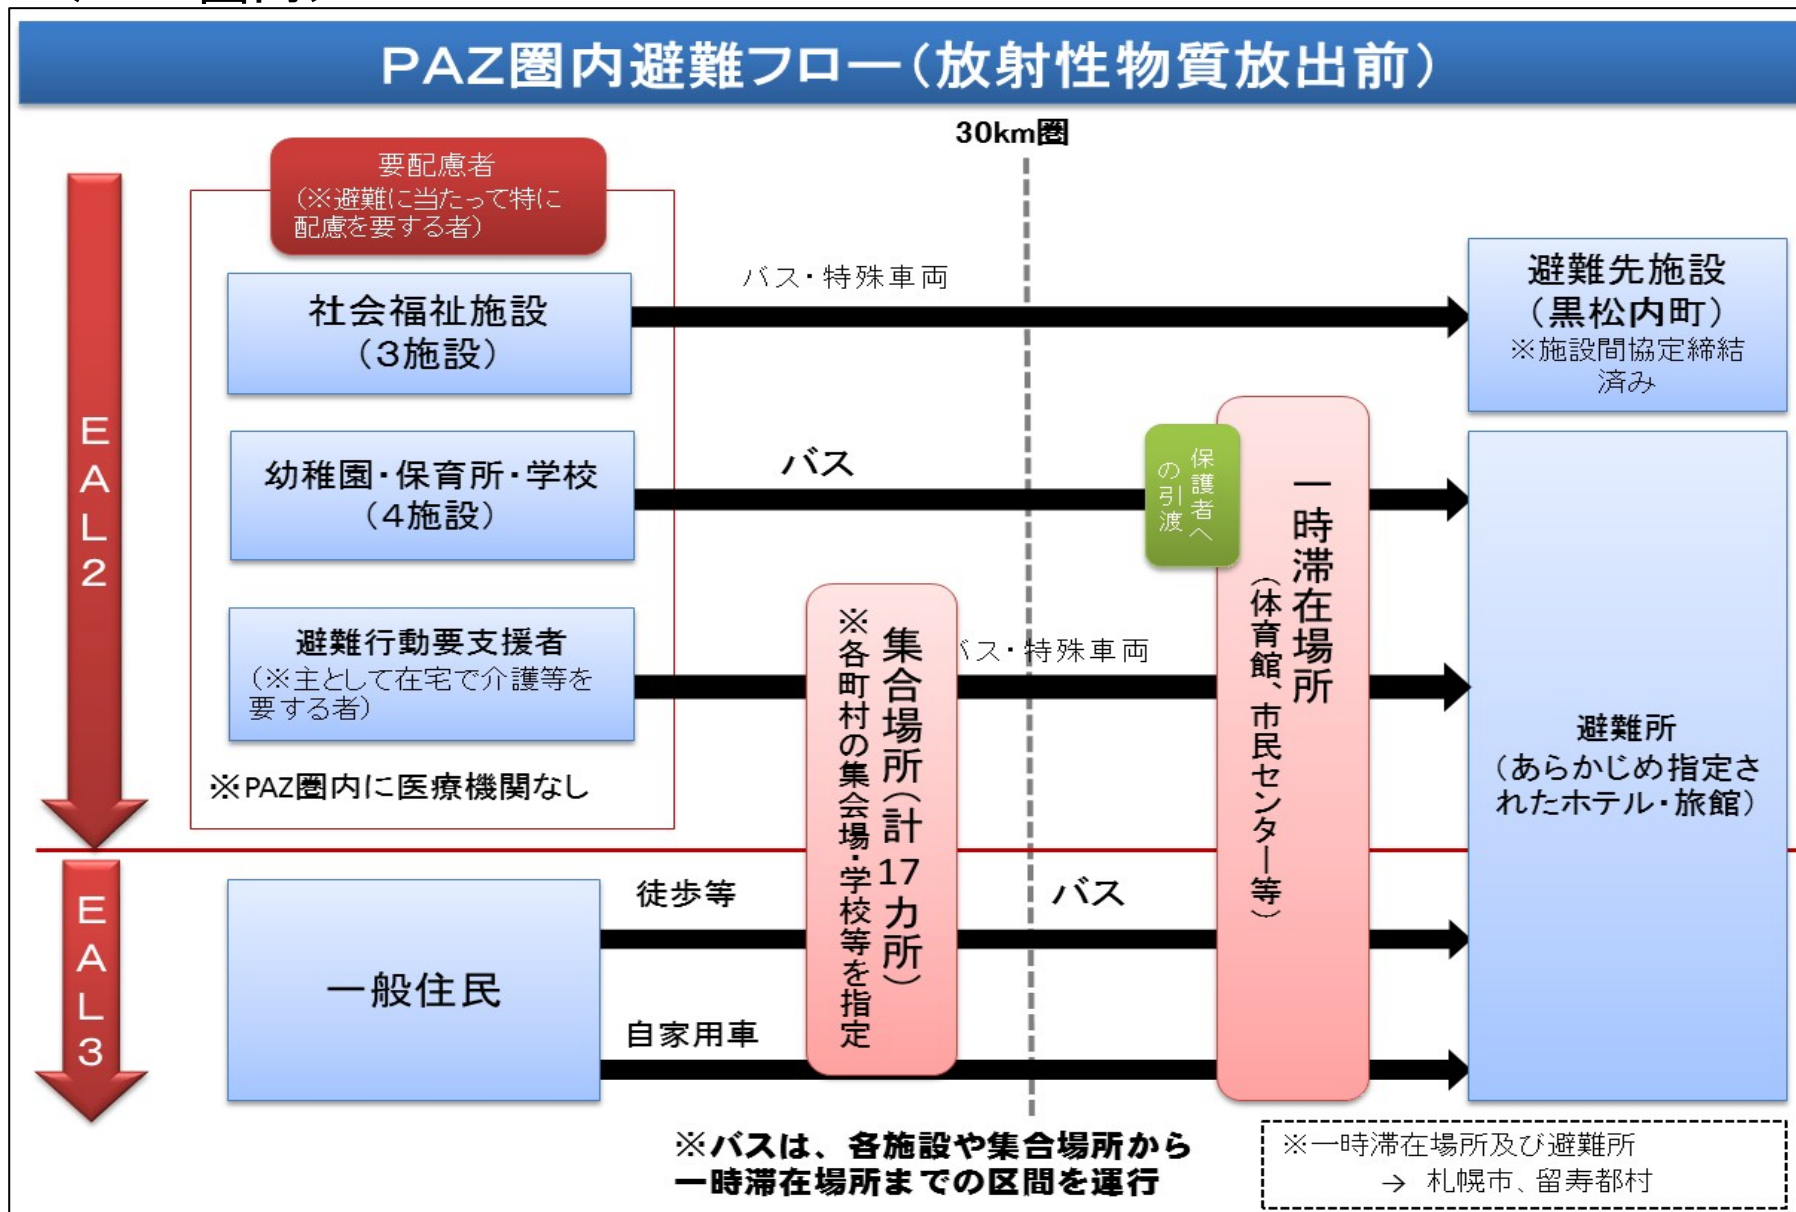 PAZ圏内避難フロー(放射性物質放出前)
30km圏
要配慮者
(※避難に当たって特に
配慮を要する者)
EAL2
社会福祉施設
(3施設)
バス・特殊車両
避難先施設
(黒松内町)
※施設間協定締結
済み
幼稚園・保育所・学校
(4施設)
バス
保護者へ
の引渡
一時滞在場所
(体育館、市民センター等)
避難行動要支援者
(※主として在宅で介護等を
要する者)
集合場所(計17カ所)
※各町村の集会場・学校等を指定
バス・特殊車両
避難所
(あらかじめ指定さ
れたホテル・旅館)
※PAZ圏内に医療機関なし
EAL3
一般住民
徒歩等
バス
自家用車
※バスは、各施設や集合場所から
一時滞在場所までの区間を運行
※一時滞在場所及び避難所
→ 札幌市、留寿都村